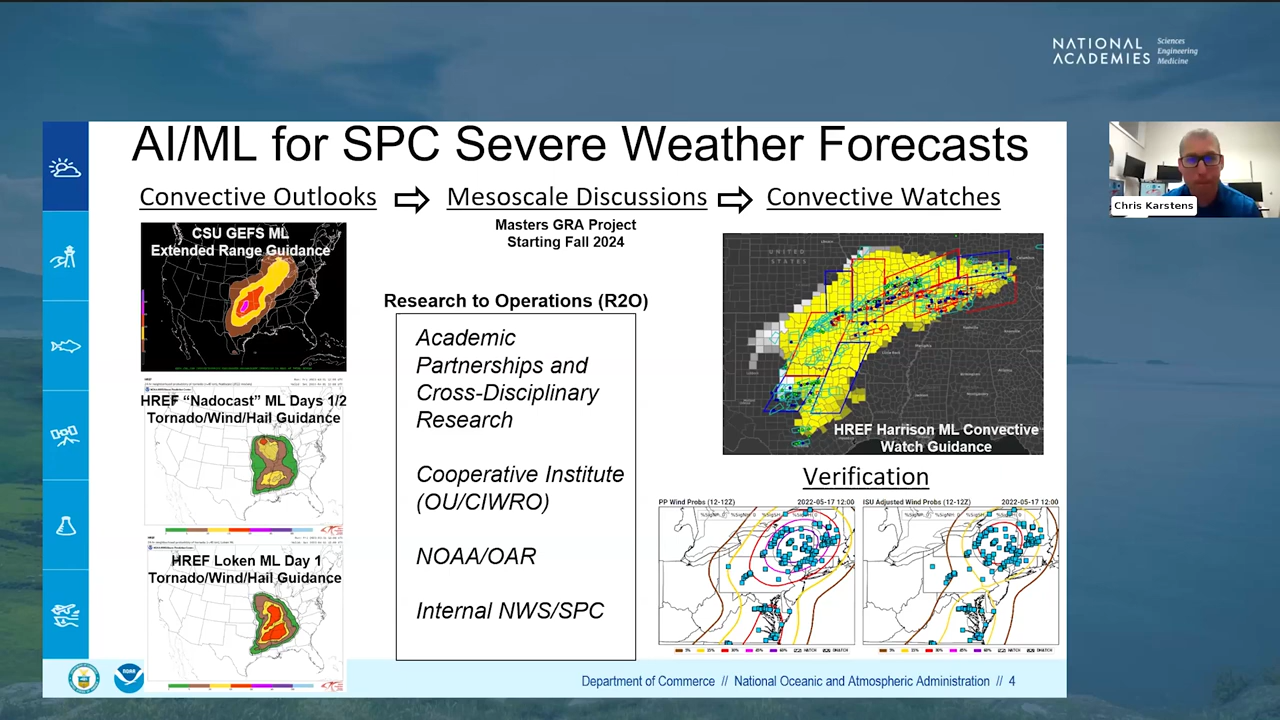 NATIONAL ACADEMIES
Sciences
Engineering
Medicine
AI/ML for SPC Severe Weather Forecasts
Convective Outlooks
Mesoscale Discussions
Convective Watches
Chris Karstens
CSU GEFS ML
Extended Range Guidance
HREF “Nadocast” ML Days 1/2
Tornado/Wind/Hail Guidance
HREF Loken ML Day 1
Tornado/Wind/Hail Guidance
Masters GRA Project
Starting Fall 2024
Research to Operations (R2O)
Academic
Partnerships and
Cross-Disciplinary
Research
Cooperative Institute
(OU/CIWRO)
NOAA/OAR
Internal NWS/SPC
UNITED
STATES
HREF Harrison ML Convective
Watch Guidance
Verification
PP Wind Probs (12-12Z) 2022-05-17 12:00
ISU Adjusted Wind Probs (12-12Z) 2022-05-17 12:00
Department of Commerce // National Oceanic and Atmospheric Administration // 4